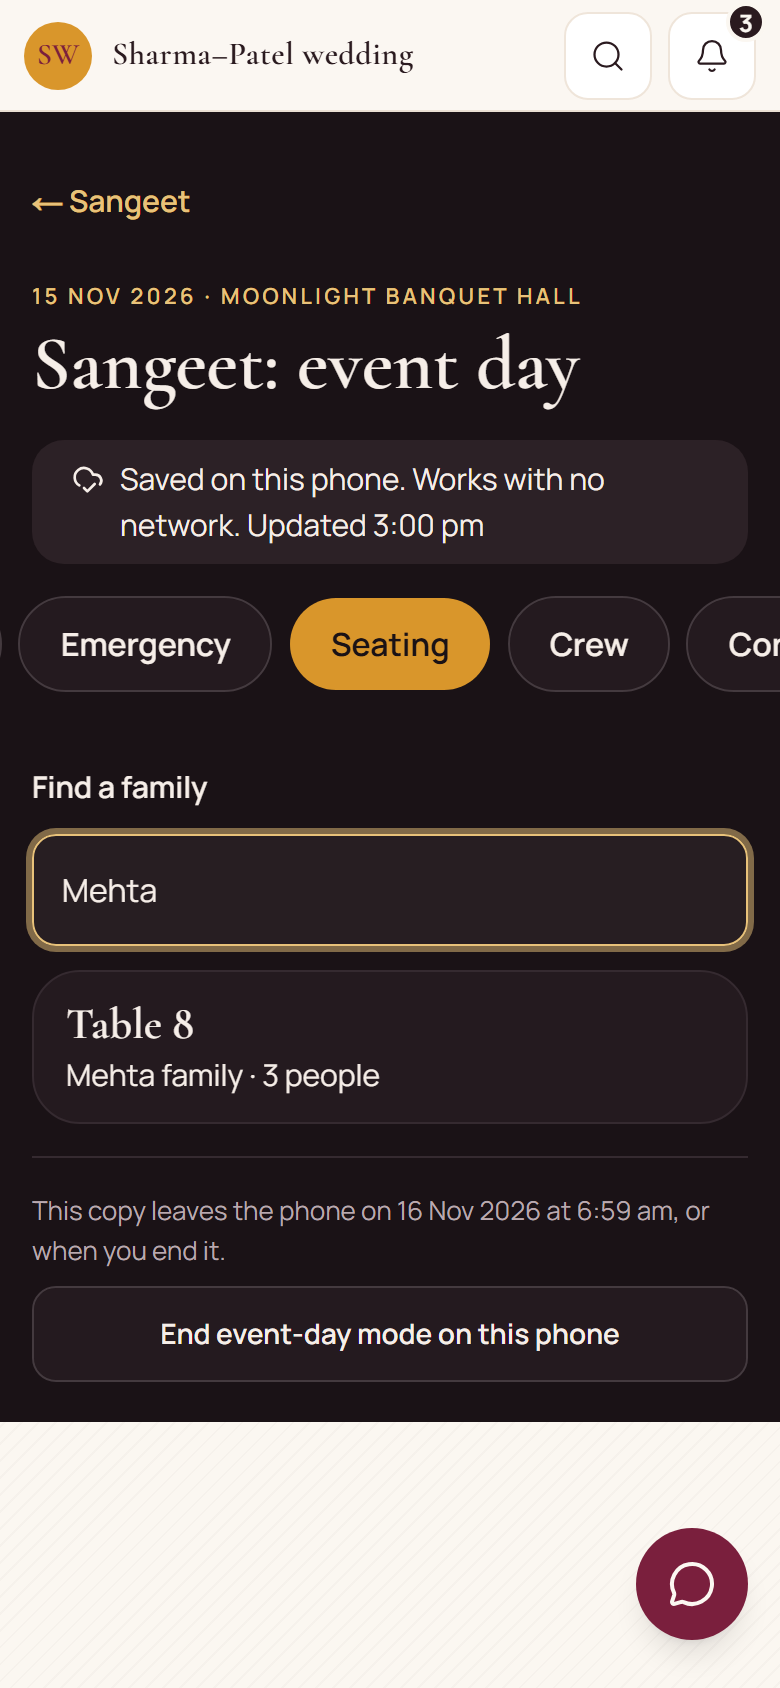 SW
Sharma–Patel wedding
3
← Sangeet
15 NOV 2026 · MOONLIGHT BANQUET HALL
Sangeet: event day
Saved on this phone. Works with no
network. Updated 3:00 pm
Emergency
Seating
Crew
Find a family
Mehta
Table 8
Mehta family · 3 people
This copy leaves the phone on 16 Nov 2026 at 6:59 am, or
when you end it.
End event-day mode on this phone